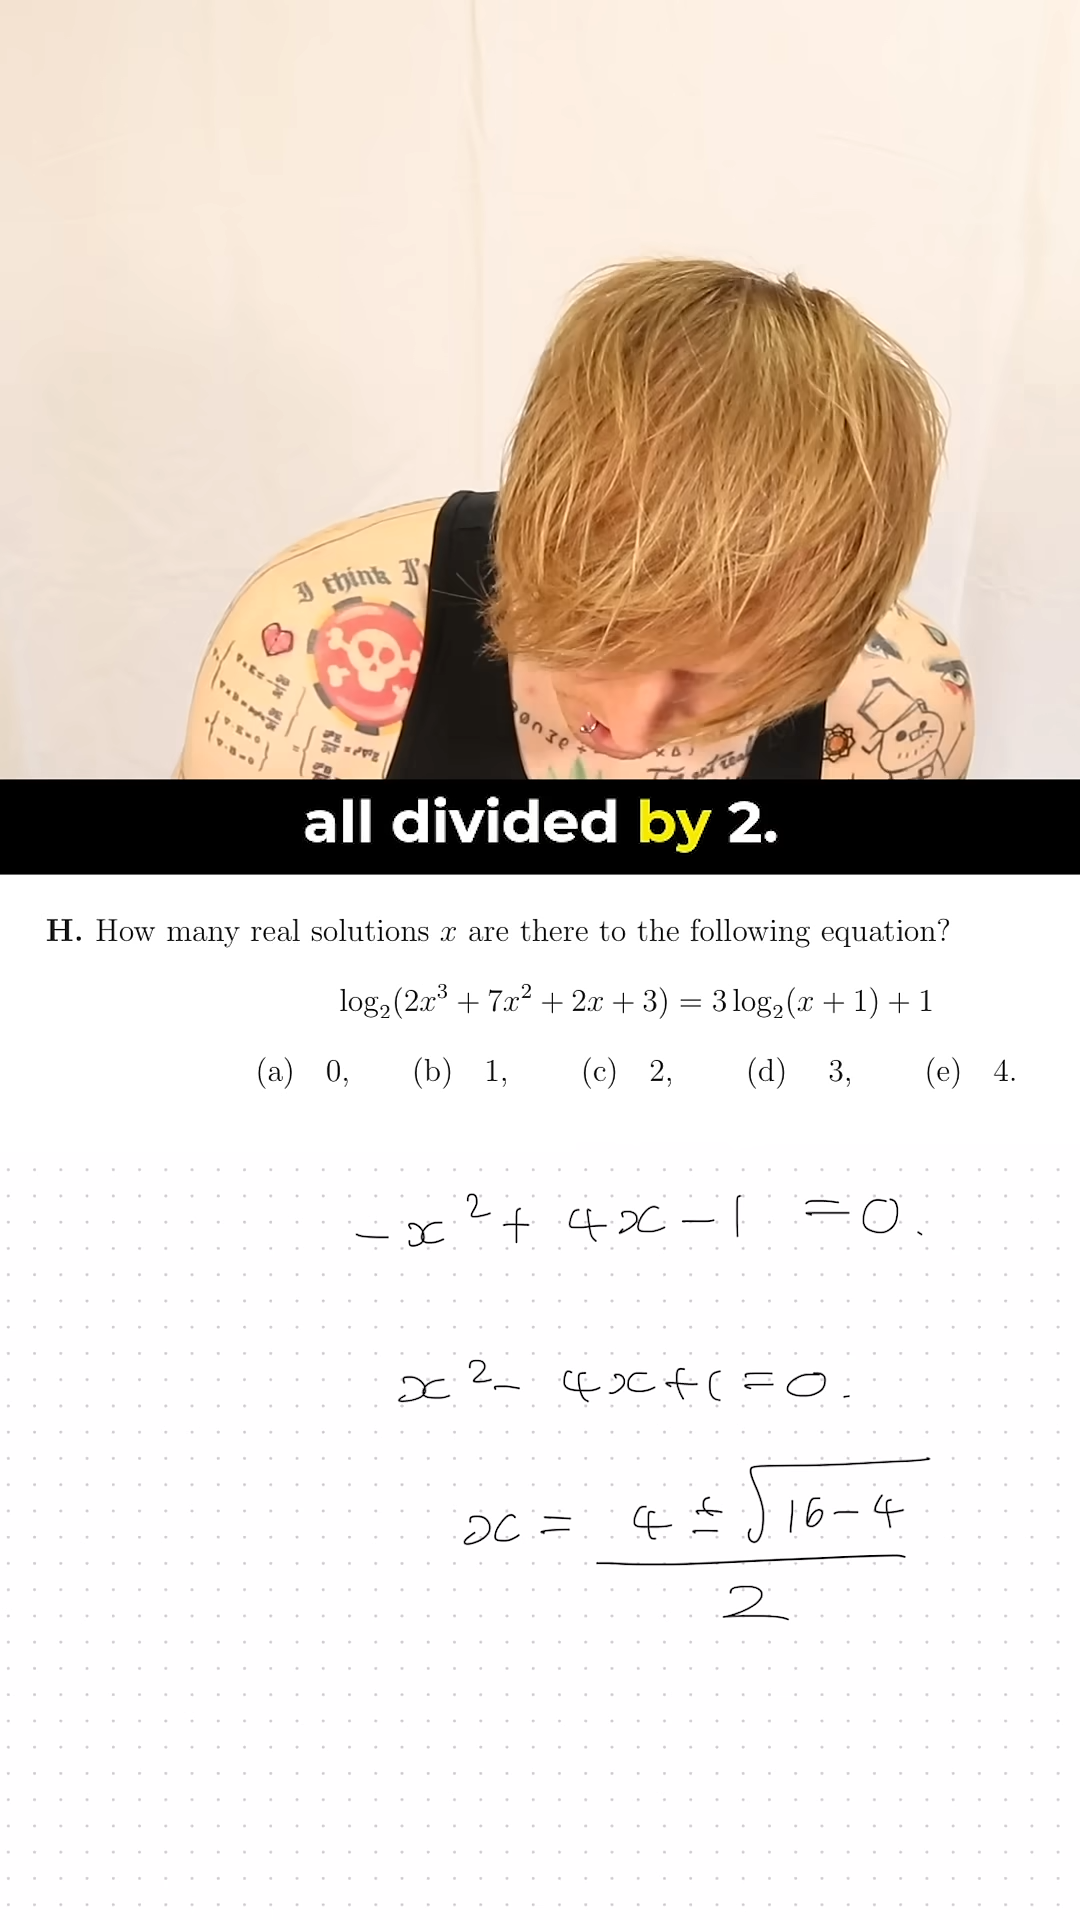 I think I'
all divided by 2.
H. How many real solutions x are there to the following equation?
log₂(2x³ + 7x² + 2x + 3) = 3 log₂(x + 1) + 1
(a) 0, (b) 1, (c) 2, (d) 3, (e) 4.
-x² + 4x - 1 = 0.
x² - 4x + 1 = 0.
x = (4 ± √(16 - 4)) / 2